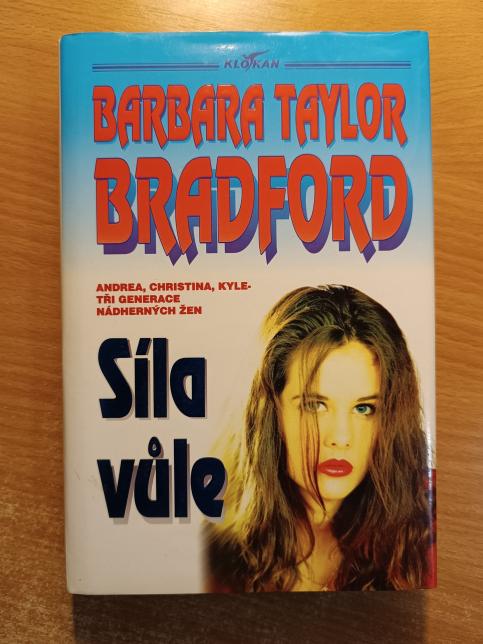 KLOKAN
BARBARA TAYLOR
BRADFORD
ANDREA, CHRISTINA, KYLE-
TŘI GENERACE
NÁDHERNÝCH ŽEN
Síla
vůle